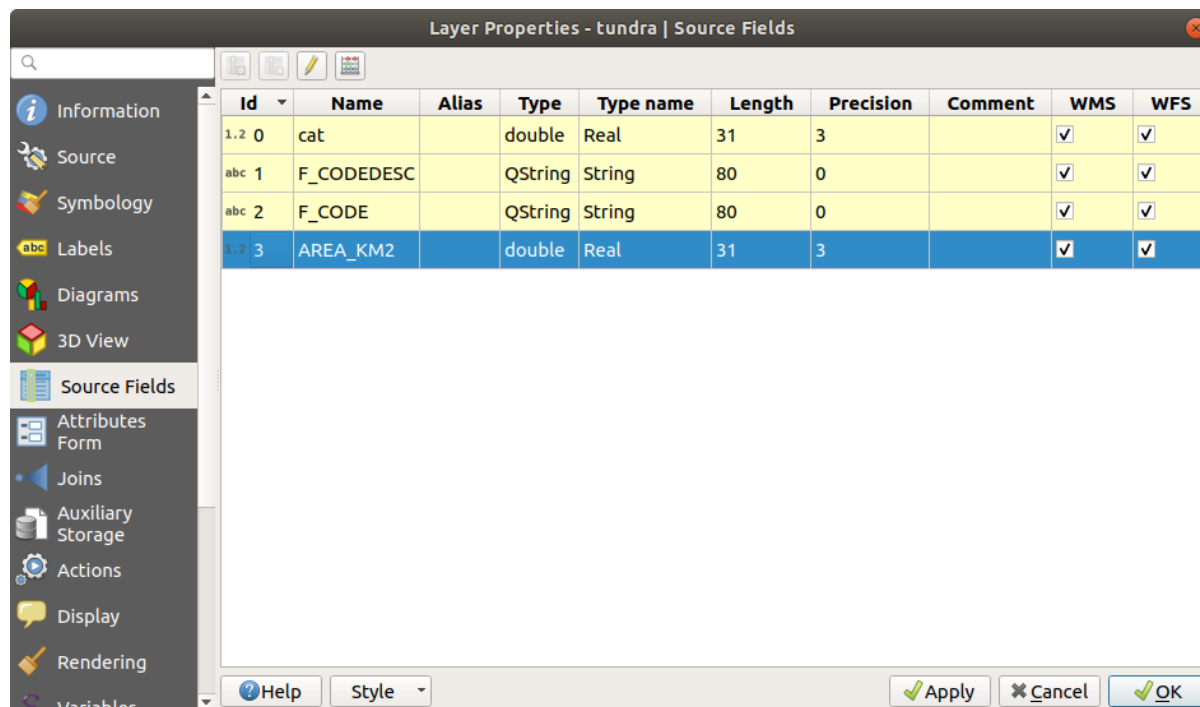 Layer Properties - tundra | Source Fields
Information
Source
Symbology
abc Labels
Diagrams
3D View
Source Fields
Attributes
Form
Joins
Auxiliary
Storage
Actions
Display
Rendering
Variables
Id Name Alias Type Type name Length Precision Comment WMS WFS
1.2 0 cat double Real 31 3
abc 1 F_CODEDESC QString String 80 0
abc 2 F_CODE QString String 80 0
1.2 3 AREA_KM2 double Real 31 3
Help Style Apply Cancel OK